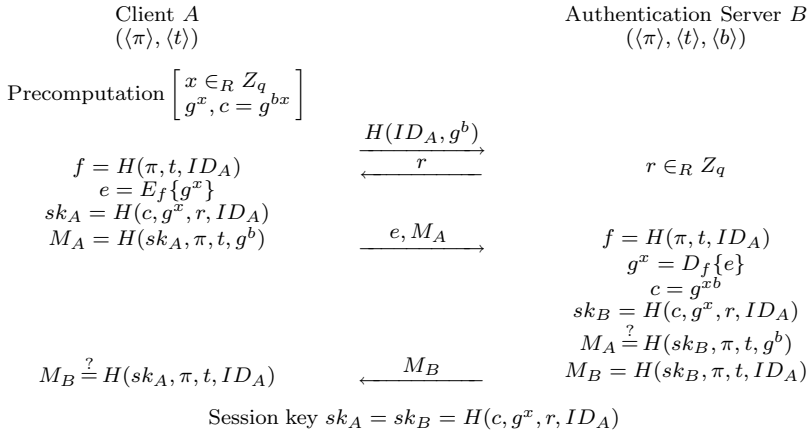 Client A Authentication Server B
(⟨π⟩, ⟨t⟩) (⟨π⟩, ⟨t⟩, ⟨b⟩)
Precomputation [ x ∈_R Z_q
g^x, c = g^{bx} ]
H(ID_A, g^b)
f = H(π, t, ID_A) r r ∈_R Z_q
e = E_f{g^x}
sk_A = H(c, g^x, r, ID_A)
M_A = H(sk_A, π, t, g^b) e, M_A f = H(π, t, ID_A)
g^x = D_f{e}
c = g^{xb}
sk_B = H(c, g^x, r, ID_A)
M_A ≟ H(sk_B, π, t, g^b)
M_B ≟ H(sk_A, π, t, ID_A) M_B M_B = H(sk_B, π, t, ID_A)
Session key sk_A = sk_B = H(c, g^x, r, ID_A)